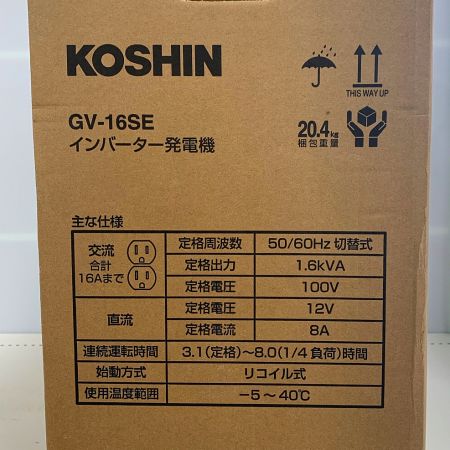 KOSHIN
THIS WAY UP
GV-16SE
インバーター発電機
20.4kg
梱包重量
主な仕様
交流
合計
16Aまで
定格周波数 50/60Hz 切替式
定格出力 1.6kVA
定格電圧 100V
直流
定格電圧 12V
定格電流 8A
連続運転時間 3.1(定格)〜8.0(1/4負荷)時間
始動方式 リコイル式
使用温度範囲 −5〜40℃